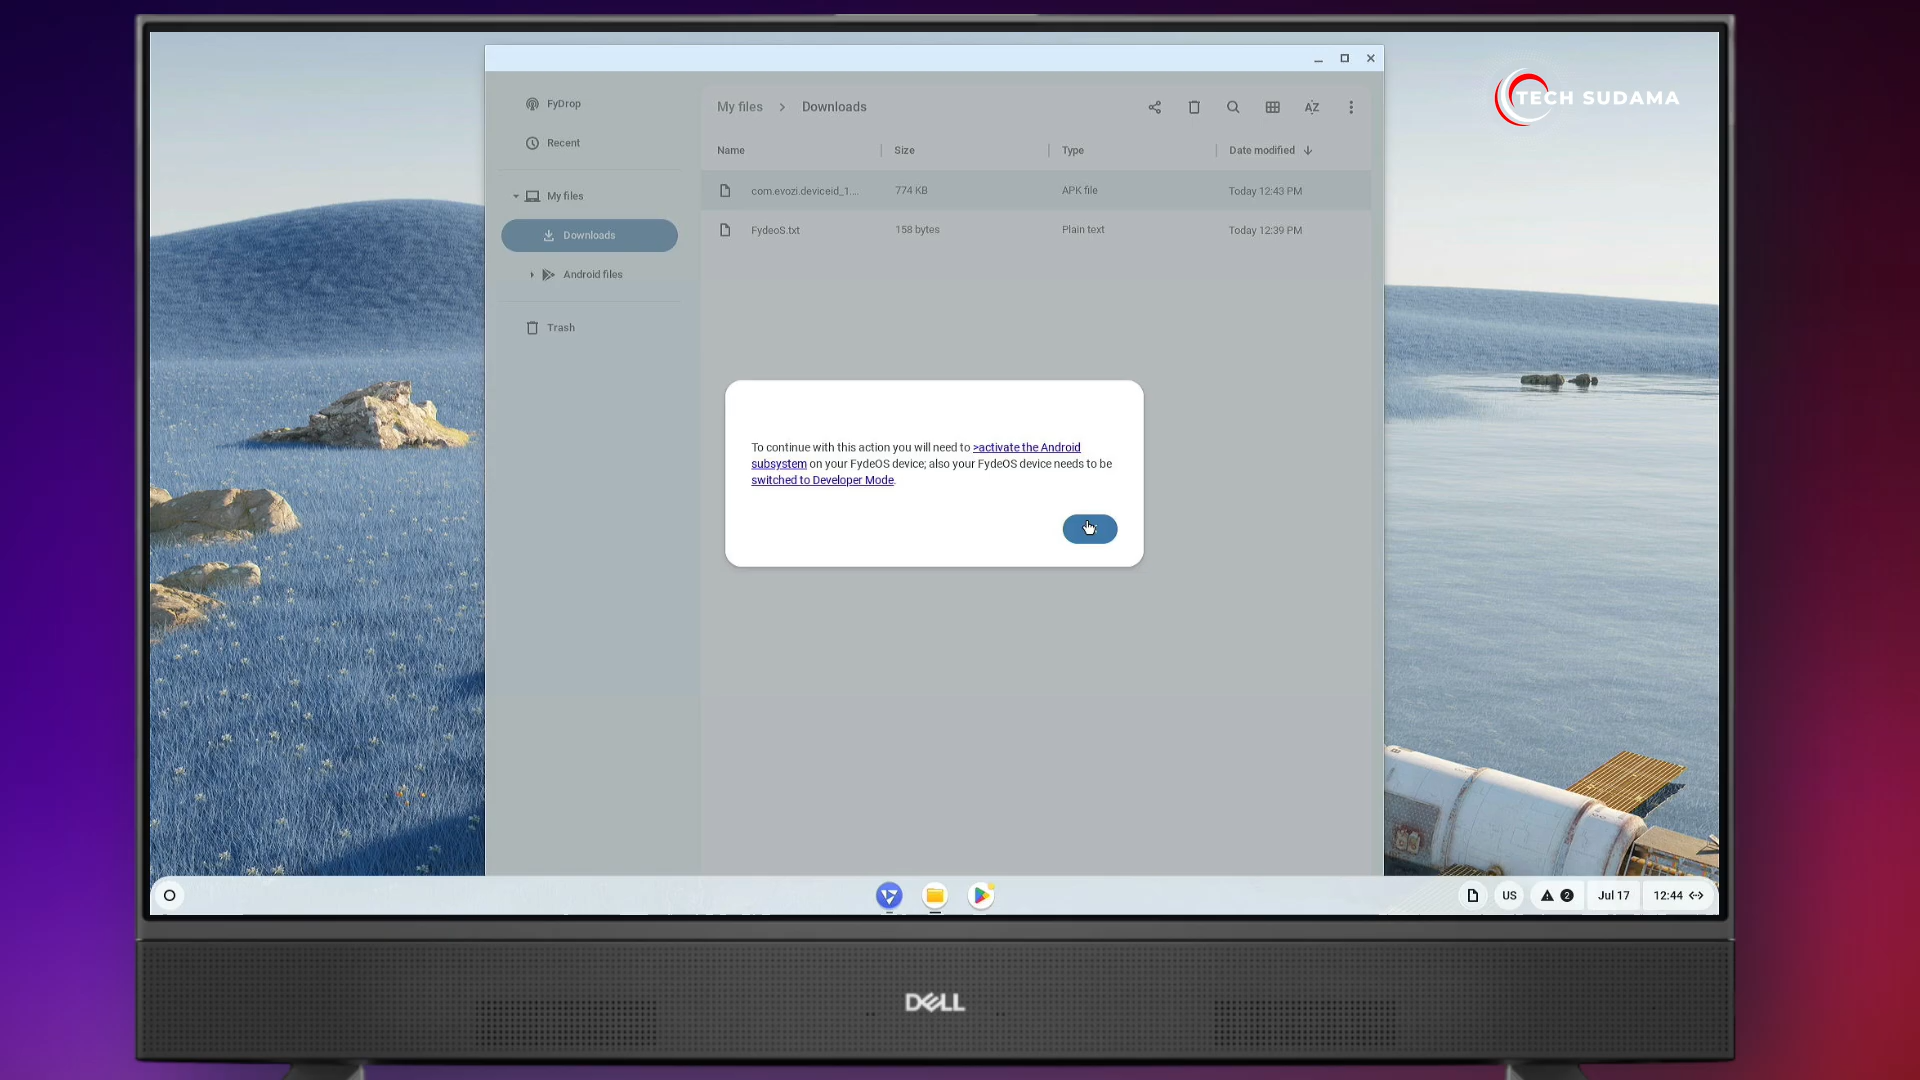 TECH SUDAMA
FyDrop
Recent
My files
Downloads
Android files
Trash
My files > Downloads
AZ
Name Size Type Date modified
com.evozi.deviceid_1.... 774 KB APK file Today 12:43 PM
FydeoS.txt 158 bytes Plain text Today 12:39 PM
To continue with this action you will need to >activate the Android
subsystem on your FydeOS device; also your FydeOS device needs to be
switched to Developer Mode.
US 2 Jul 17 12:44
DELL